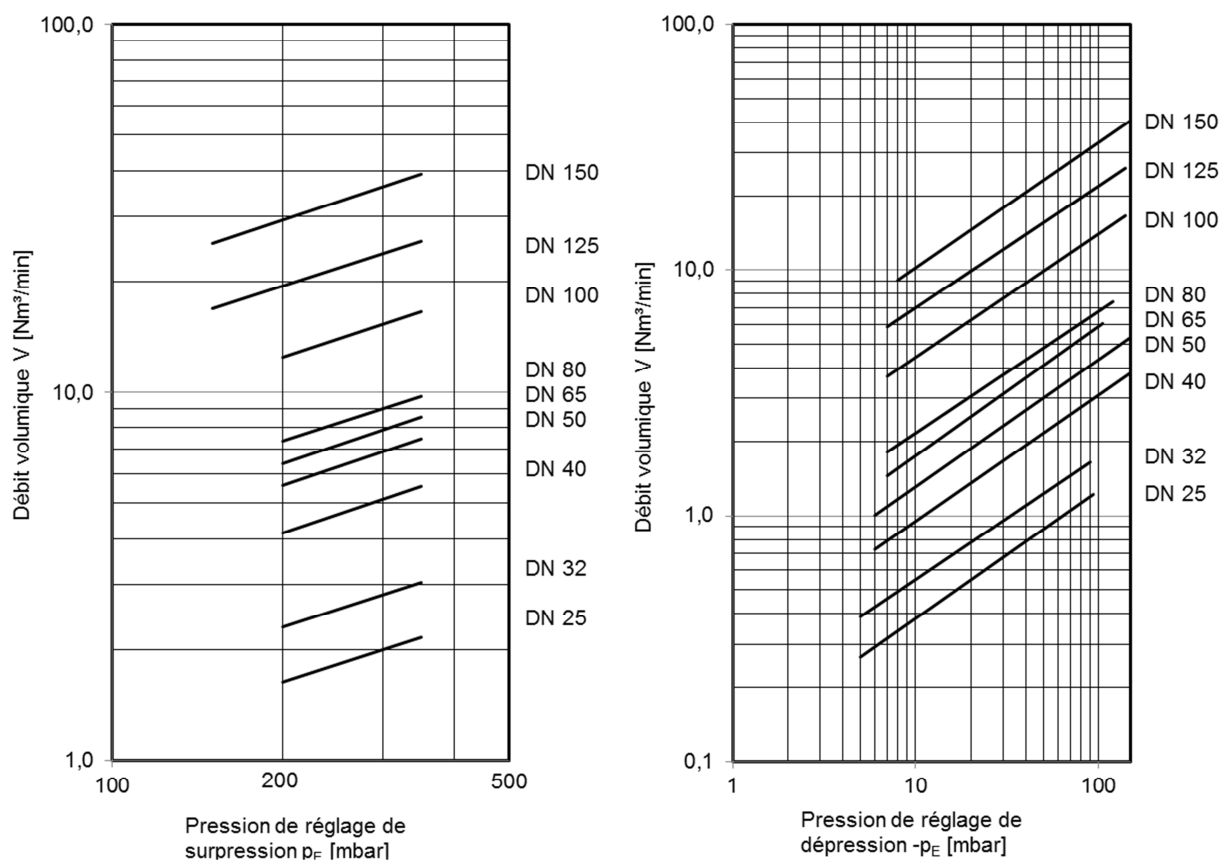 100,0
10,0
1,0
Débit volumique V [Nm³/min]
100
200
500
Pression de réglage de
surpression pE [mbar]
DN 150
DN 125
DN 100
DN 80
DN 65
DN 50
DN 40
DN 32
DN 25
100,0
10,0
1,0
0,1
Débit volumique V [Nm³/min]
1
10
100
Pression de réglage de
dépression -pE [mbar]
DN 150
DN 125
DN 100
DN 80
DN 65
DN 50
DN 40
DN 32
DN 25